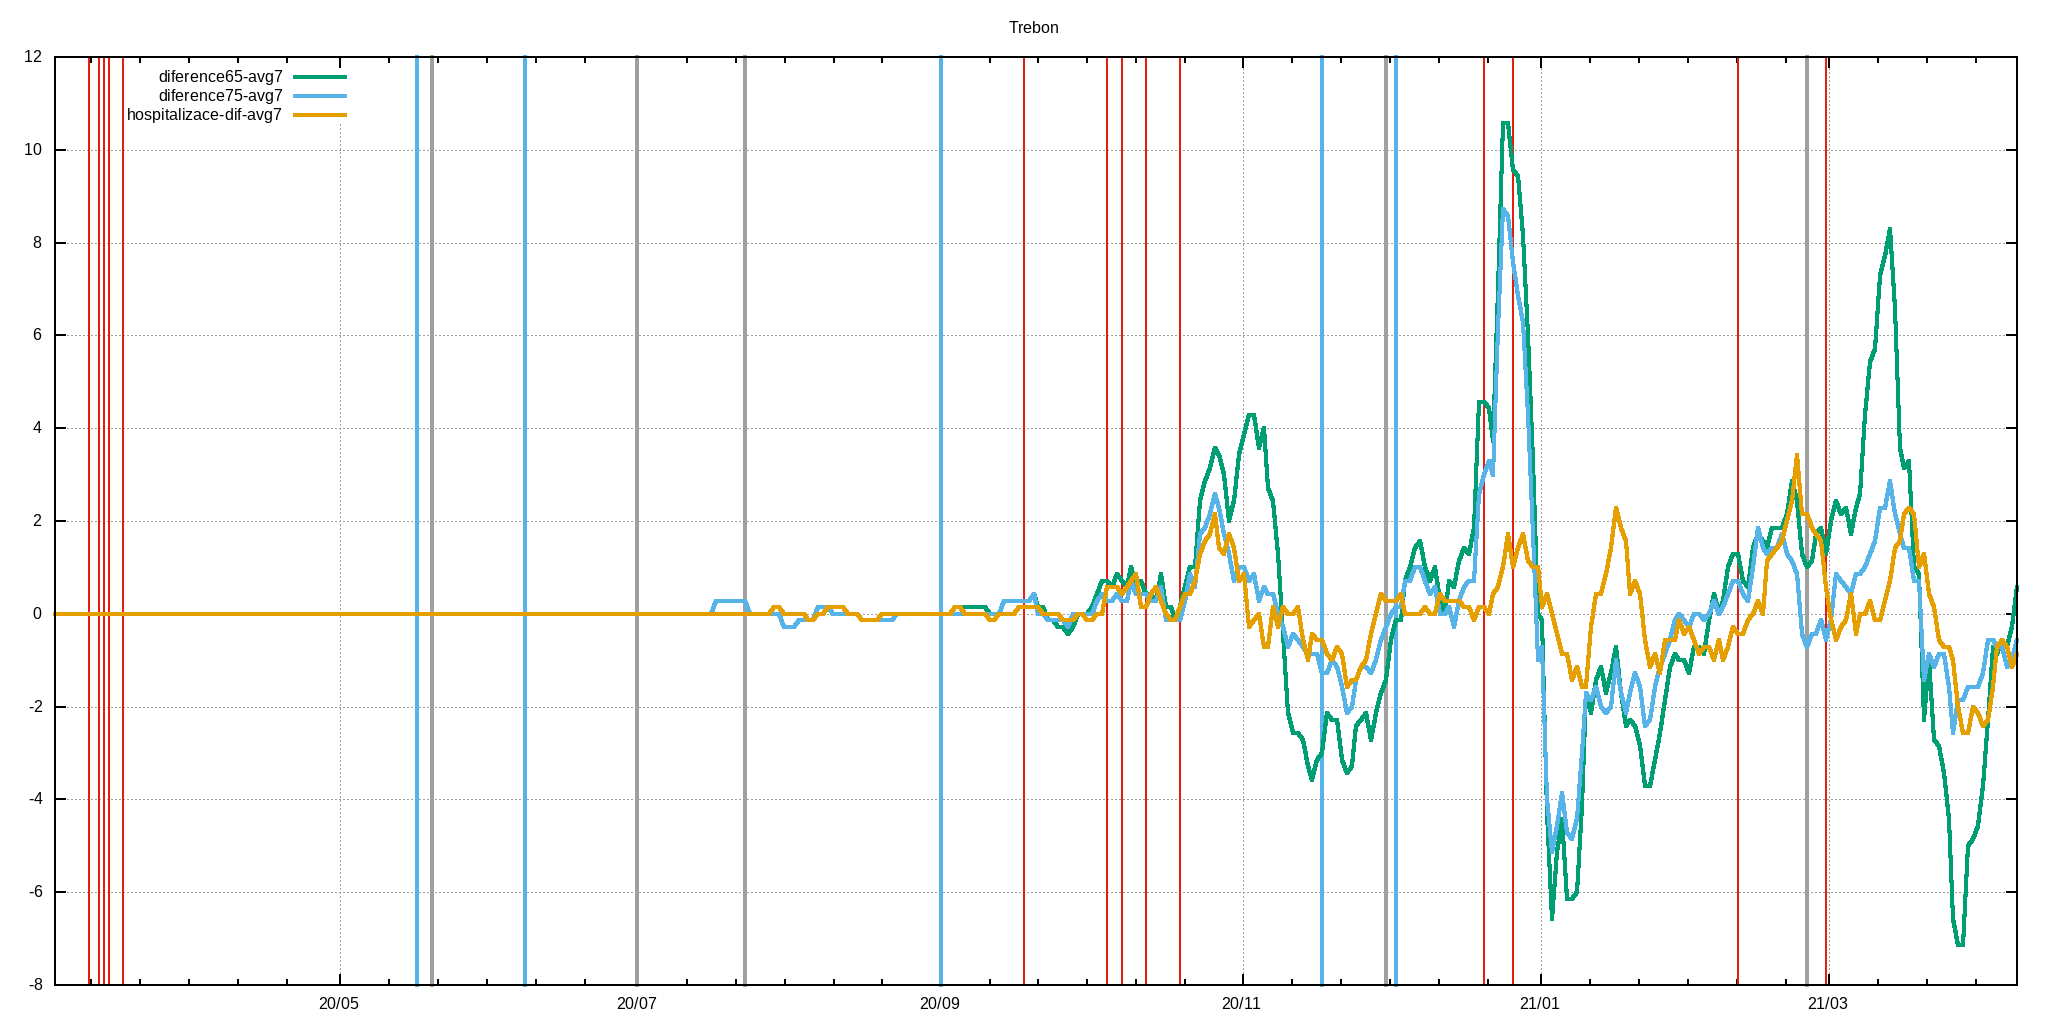 Trebon
12
diference65-avg7
diference75-avg7
hospitalizace-dif-avg7
10
8
6
4
2
0
-2
-4
-6
-8
20/05 20/07 20/09 20/11 21/01 21/03